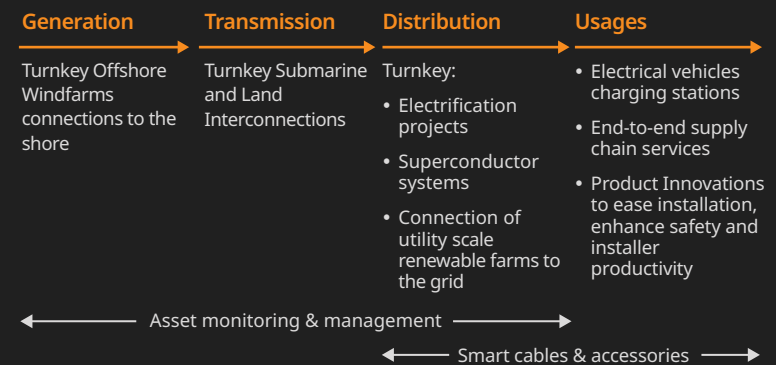 Generation
Turnkey Offshore
Windfarms
connections to the
shore
Transmission
Turnkey Submarine
and Land
Interconnections
Distribution
Turnkey:
• Electrification
projects
• Superconductor
systems
• Connection of
utility scale
renewable farms to
the grid
Usages
• Electrical vehicles
charging stations
• End-to-end supply
chain services
• Product Innovations
to ease installation,
enhance safety and
installer
productivity
Asset monitoring & management
Smart cables & accessories